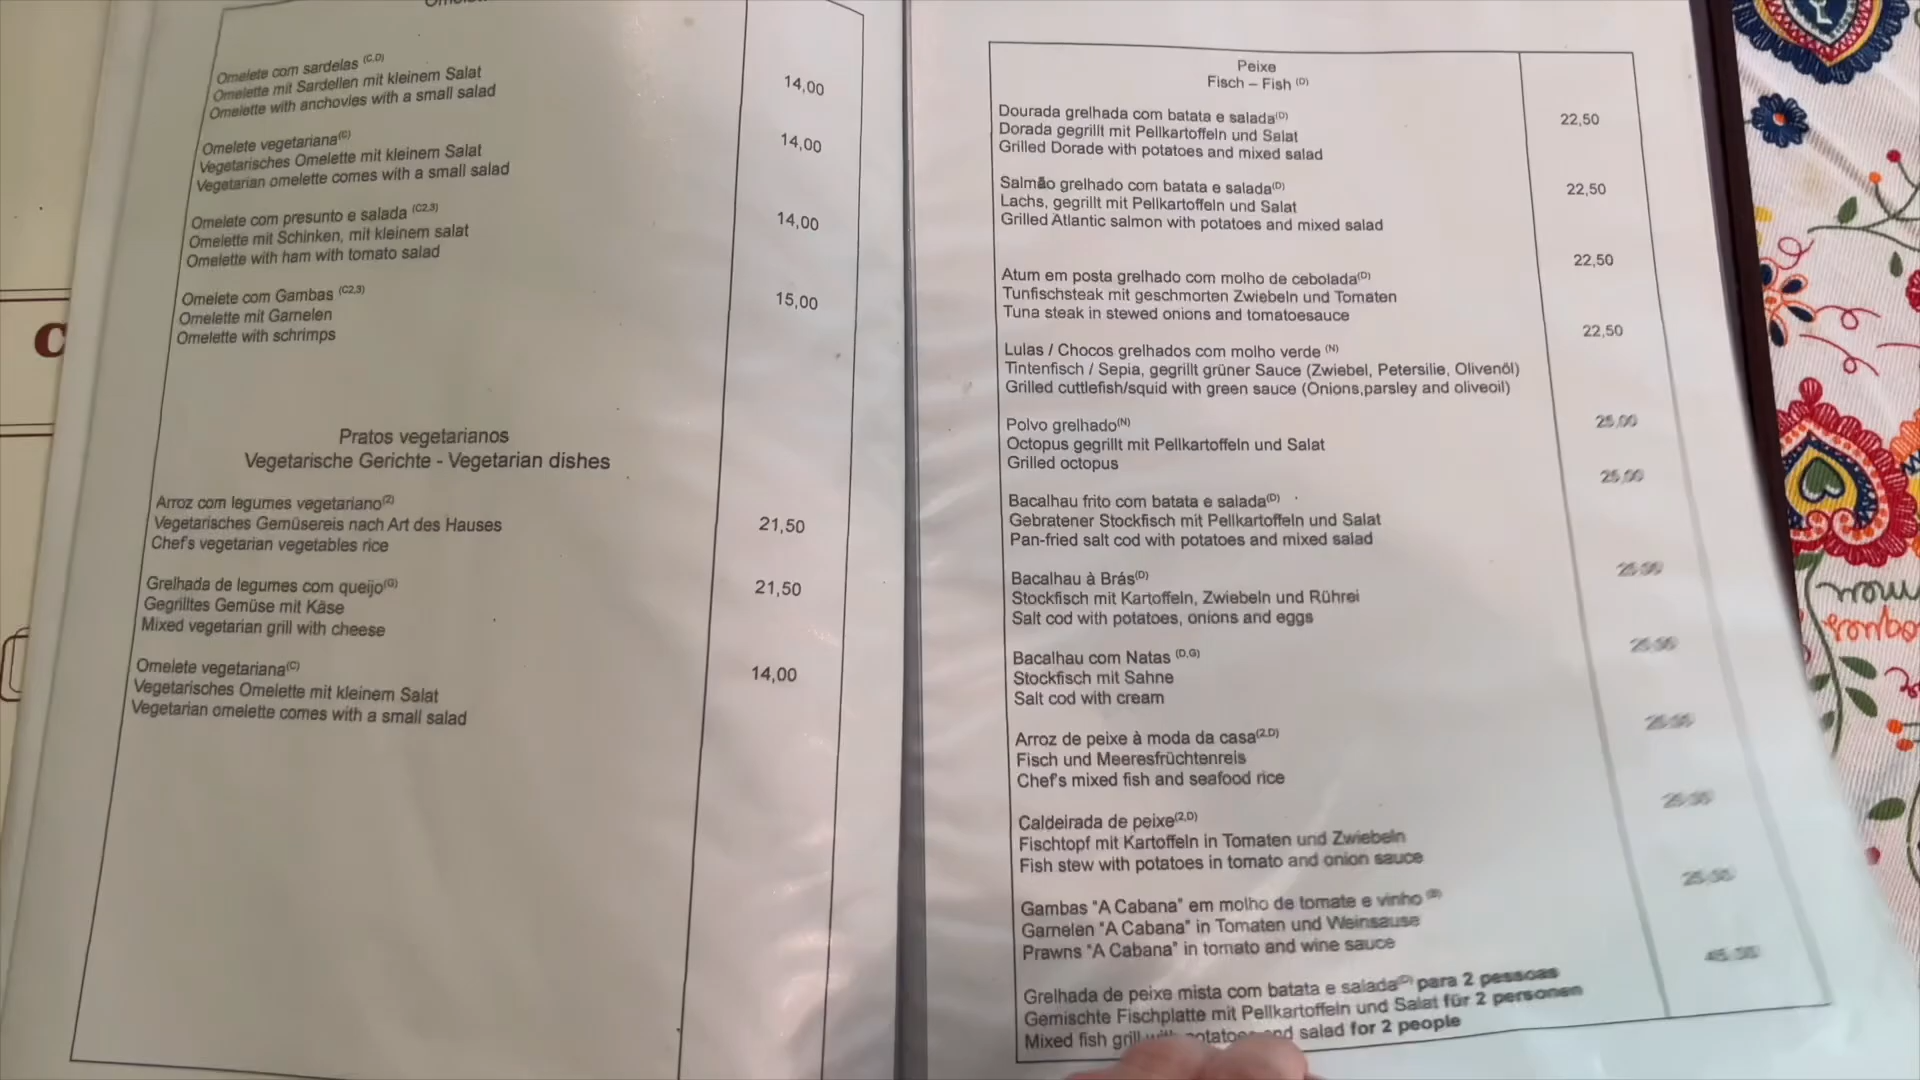 Omelete com sardelas (C,D)
Omelette mit Sardellen mit kleinem Salat
Omelette with anchovies with a small salad
14,00
Omelete vegetariana(C)
Vegetarisches Omelette mit kleinem Salat
Vegetarian omelette comes with a small salad
14,00
Omelete com presunto e salada (C2,3)
Omelette mit Schinken, mit kleinem salat
Omelette with ham with tomato salad
14,00
Omelete com Gambas (C2,3)
Omelette mit Garnelen
Omelette with schrimps
15,00
Pratos vegetarianos
Vegetarische Gerichte - Vegetarian dishes
Arroz com legumes vegetariano(2)
Vegetarisches Gemüsereis nach Art des Hauses
Chef's vegetarian vegetables rice
21,50
Grelhada de legumes com queijo(G)
Gegrilltes Gemüse mit Käse
Mixed vegetarian grill with cheese
21,50
Omelete vegetariana(C)
Vegetarisches Omelette mit kleinem Salat
Vegetarian omelette comes with a small salad
14,00
Peixe
Fisch – Fish (D)
Dourada grelhada com batata e salada(D)
Dorada gegrillt mit Pellkartoffeln und Salat
Grilled Dorade with potatoes and mixed salad
22,50
Salmão grelhado com batata e salada(D)
Lachs, gegrillt mit Pellkartoffeln und Salat
Grilled Atlantic salmon with potatoes and mixed salad
22,50
Atum em posta grelhado com molho de cebolada(D)
Tunfischsteak mit geschmorten Zwiebeln und Tomaten
Tuna steak in stewed onions and tomatoesauce
22,50
Lulas / Chocos grelhados com molho verde (N)
Tintenfisch / Sepia, gegrillt grüner Sauce (Zwiebel, Petersilie, Olivenöl)
Grilled cuttlefish/squid with green sauce (Onions,parsley and oliveoil)
22,50
Polvo grelhado(N)
Octopus gegrillt mit Pellkartoffeln und Salat
Grilled octopus
25,00
Bacalhau frito com batata e salada(D)
Gebratener Stockfisch mit Pellkartoffeln und Salat
Pan-fried salt cod with potatoes and mixed salad
25,00
Bacalhau à Brás(D)
Stockfisch mit Kartoffeln, Zwiebeln und Rührei
Salt cod with potatoes, onions and eggs
Bacalhau com Natas (D,G)
Stockfisch mit Sahne
Salt cod with cream
Arroz de peixe à moda da casa(2,D)
Fisch und Meeresfrüchtenreis
Chef's mixed fish and seafood rice
Caldeirada de peixe(2,D)
Fischtopf mit Kartoffeln in Tomaten und Zwiebeln
Fish stew with potatoes in tomato and onion sauce
Gambas "A Cabana" em molho de tomate e vinho
Garnelen "A Cabana" in Tomaten und Weinsause
Prawns "A Cabana" in tomato and wine sauce
Grelhada de peixe mista com batata e salada para 2 pessoas
Gemischte Fischplatte mit Pellkartoffeln und Salat für 2 personen
Mixed fish grill and salad for 2 people